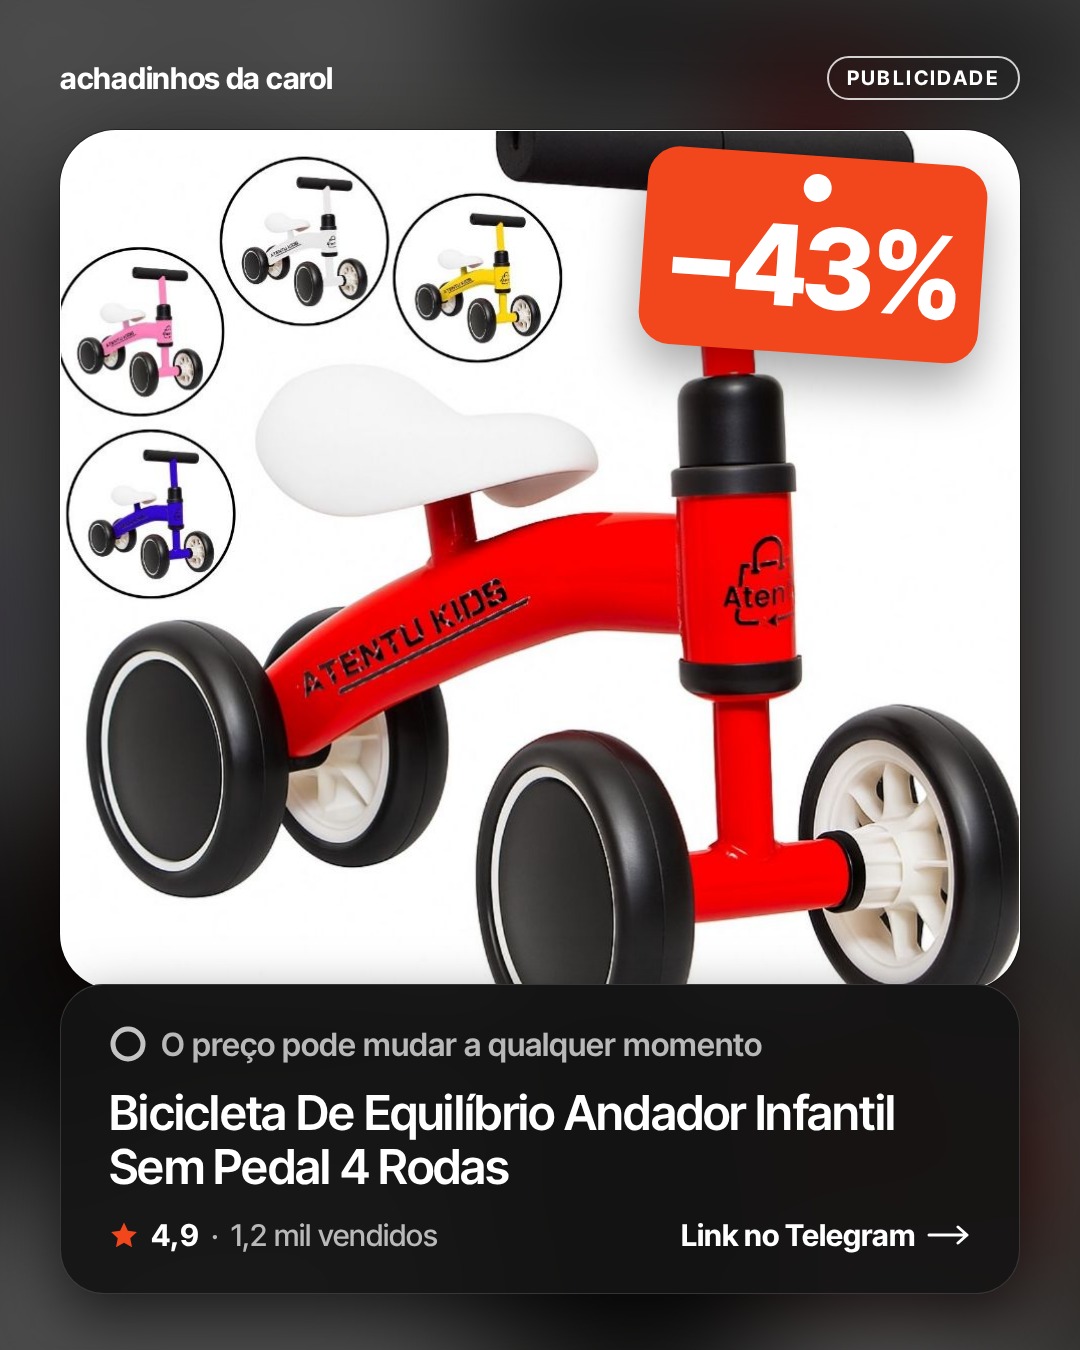 achadinhos da carol
PUBLICIDADE
-43%
ATENTU KIDS
O preço pode mudar a qualquer momento
Bicicleta De Equilíbrio Andador Infantil
Sem Pedal 4 Rodas
4,9 · 1,2 mil vendidos
Link no Telegram →